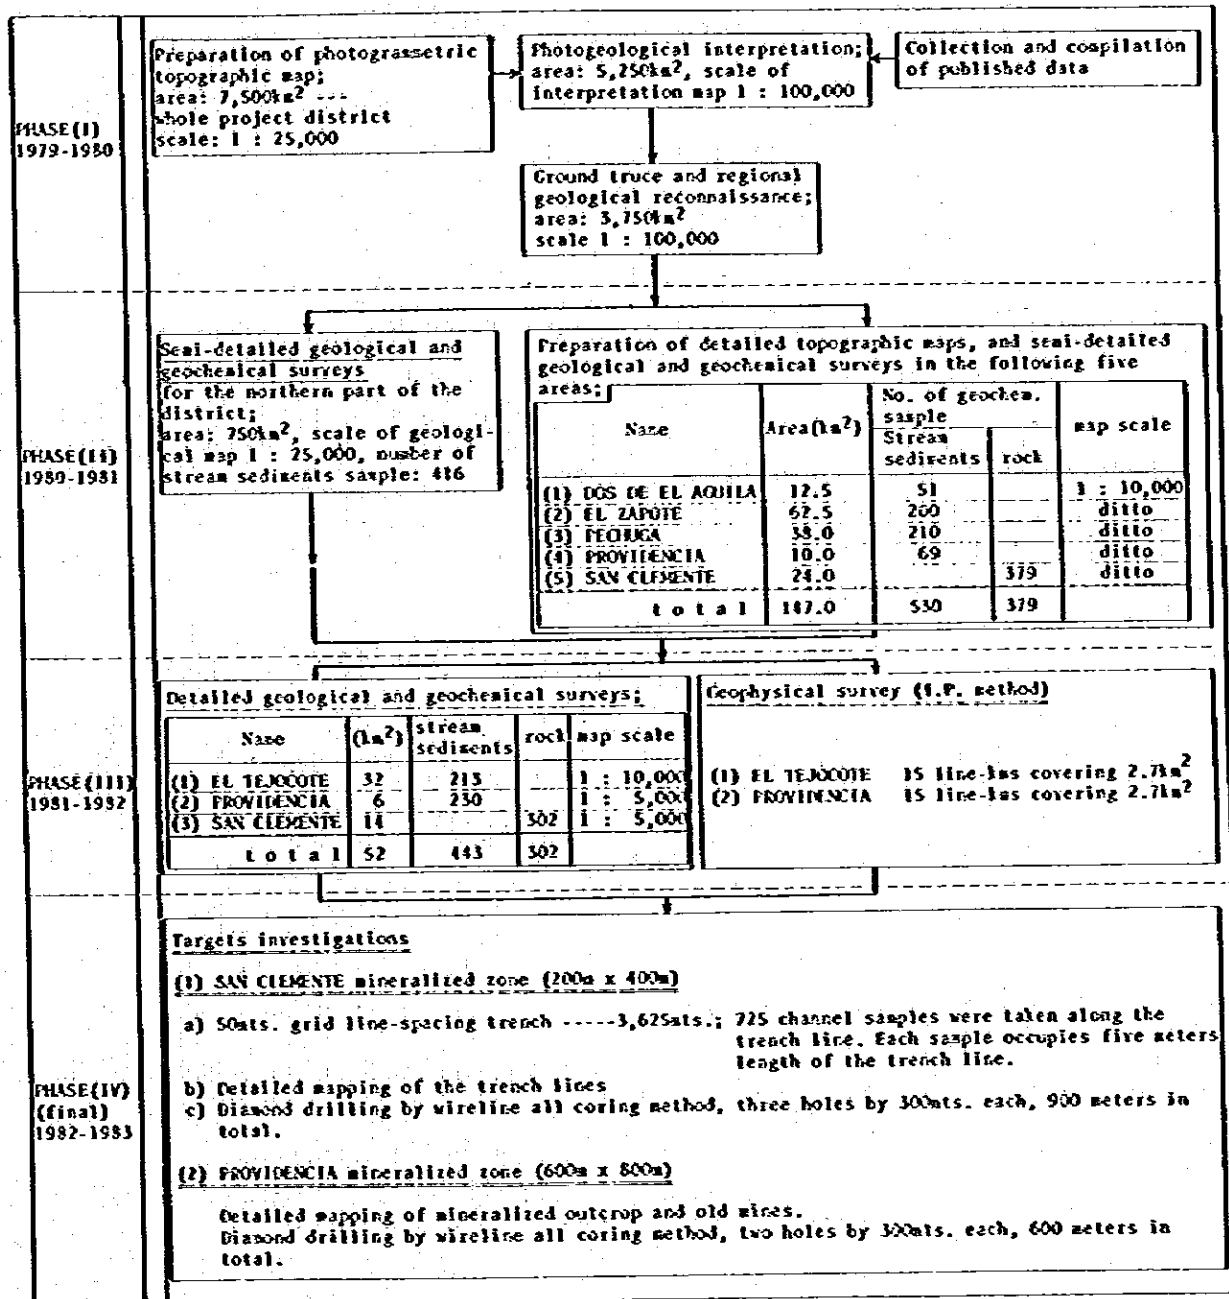 PHASE(I)
1979-1980
Preparation of photogrammetric
topographic map;
area: 7,500km² ---
whole project district
scale: 1 : 25,000
Photogeological interpretation;
area: 5,250km², scale of
interpretation map 1 : 100,000
Collection and compilation
of published data
Ground truce and regional
geological reconnaissance;
area: 3,750km²
scale 1 : 100,000
PHASE(II)
1980-1981
Semi-detailed geological and
geochemical surveys
for the northern part of the
district;
area: 750km², scale of geologi-
cal map 1 : 25,000, number of
stream sediments sample: 416
Preparation of detailed topographic maps, and semi-detailed
geological and geochemical surveys in the following five
areas;
Name Area(km²) No. of geochem. sample Stream sediments rock map scale
(1) DOS DE EL AQUILA 12.5 51 1 : 10,000
(2) EL ZAPOTE 62.5 200 ditto
(3) PECHUGA 38.0 210 ditto
(4) PROVIDENCIA 10.0 69 ditto
(5) SAN CLEMENTE 24.0 379 ditto
total 147.0 530 379
PHASE(III)
1981-1982
Detailed geological and geochemical surveys;
Name (km²) stream sediments rock map scale
(1) EL TEJOCOTE 32 213 1 : 10,000
(2) PROVIDENCIA 6 230 1 : 5,000
(3) SAN CLEMENTE 14 302 1 : 5,000
total 52 443 302
Geophysical survey (I.P. method)
(1) EL TEJOCOTE 15 line-kms covering 2.7km²
(2) PROVIDENCIA 15 line-kms covering 2.7km²
PHASE(IV)
(final)
1982-1983
Targets investigations
(1) SAN CLEMENTE mineralized zone (200m x 400m)
a) 50mts. grid line-spacing trench -----3,625mts.; 725 channel samples were taken along the
trench line. Each sample occupies five meters
length of the trench line.
b) Detailed mapping of the trench lines
c) Diamond drilling by wireline all coring method, three holes by 300mts. each, 900 meters in
total.
(2) PROVIDENCIA mineralized zone (600m x 800m)
Detailed mapping of mineralized outcrop and old mines.
Diamond drilling by wireline all coring method, two holes by 300mts. each, 600 meters in
total.